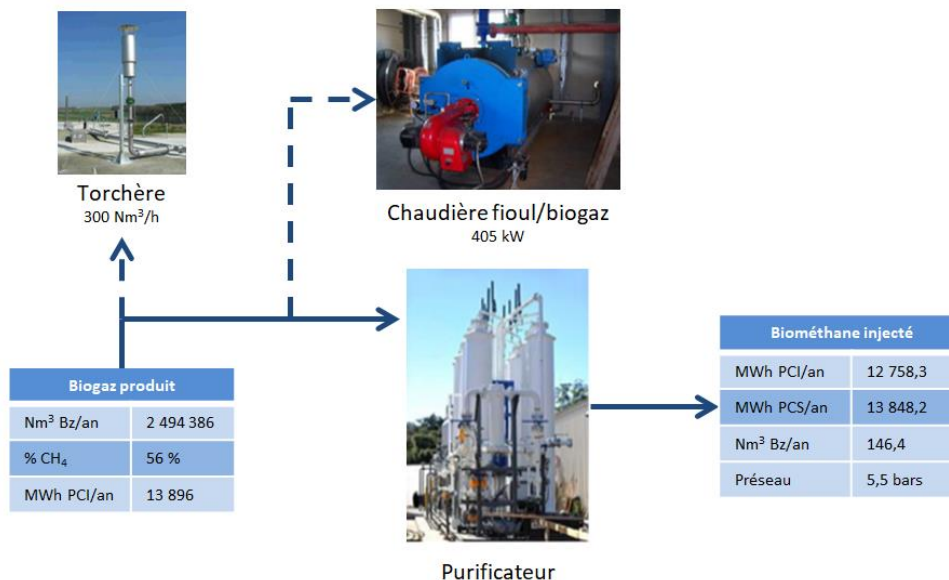 Torchère
300 Nm³/h
Chaudière fioul/biogaz
405 kW
Biogaz produit
Nm³ Bz/an 2 494 386
% CH₄ 56 %
MWh PCI/an 13 896
Biométhane injecté
MWh PCI/an 12 758,3
MWh PCS/an 13 848,2
Nm³ Bz/an 146,4
Préseau 5,5 bars
Purificateur